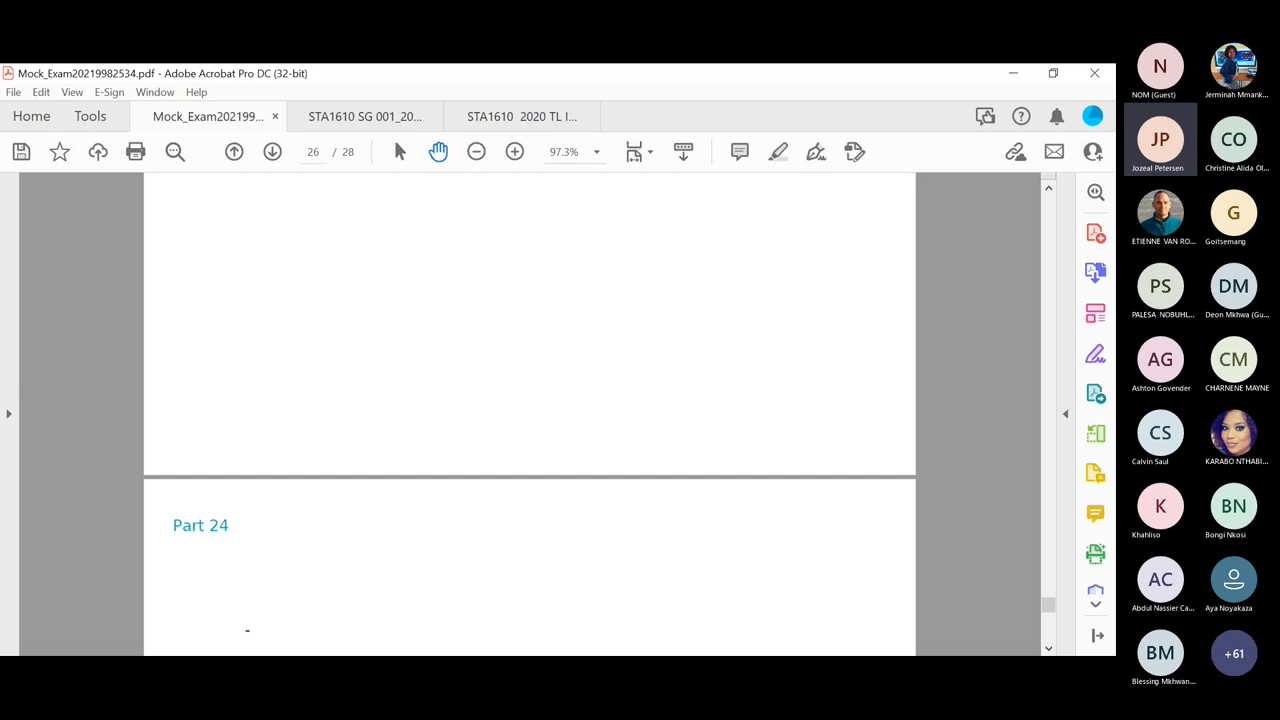 Mock_Exam20219982534.pdf - Adobe Acrobat Pro DC (32-bit)
File Edit View E-Sign Window Help
Home Tools Mock_Exam202199... × STA1610 SG 001_20... STA1610 2020 TL I...
26 / 28 97.3%
Part 24
-
N
NOM (Guest) Jerminah Mmank...
JP CO
Jozeal Petersen Christine Alida Ol...
G
ETIENNE VAN RO... Goitsemang
PS DM
PALESA NOBUHL... Deon Mkhwa (Gu...
AG CM
Ashton Govender CHARNENE MAYNE
CS
Calvin Saul KARABO NTHABI...
K BN
Khahliso Bongi Nkosi
AC
Abdul Nassier Ca... Aya Noyakaza
BM +61
Blessing Mkhwan...